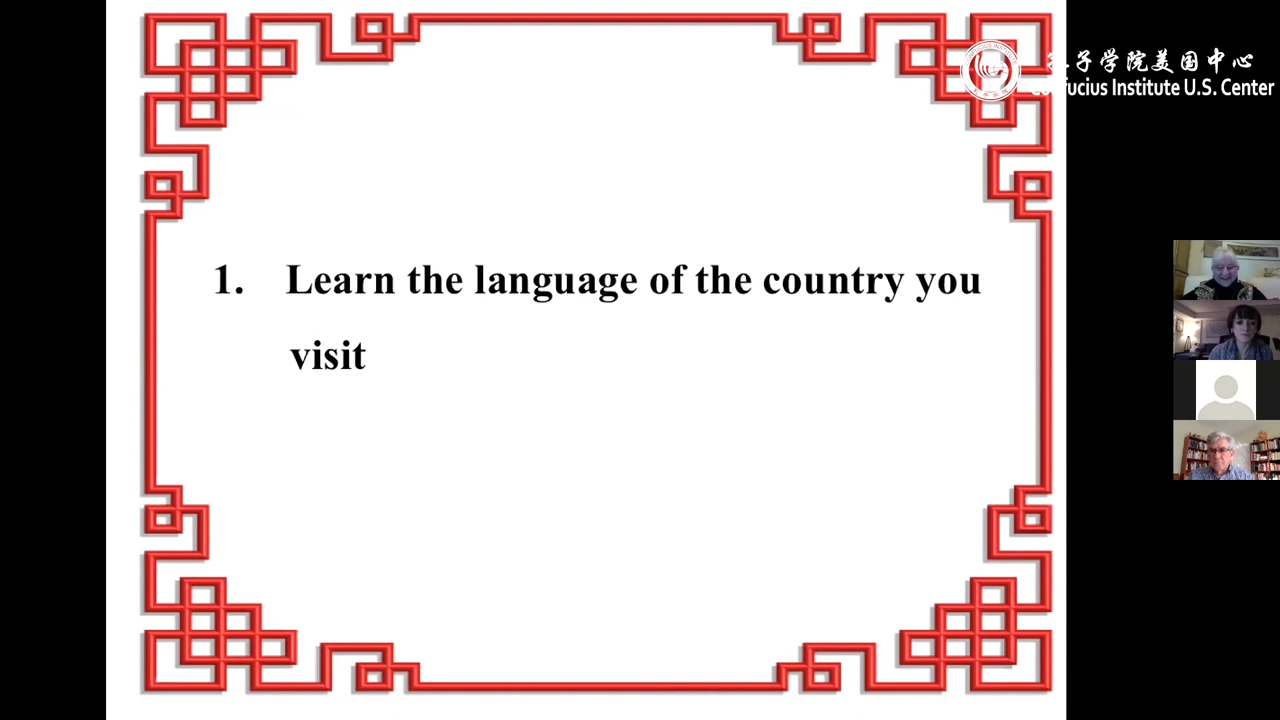 孔子学院美国中心
Confucius Institute U.S. Center
1. Learn the language of the country you
visit